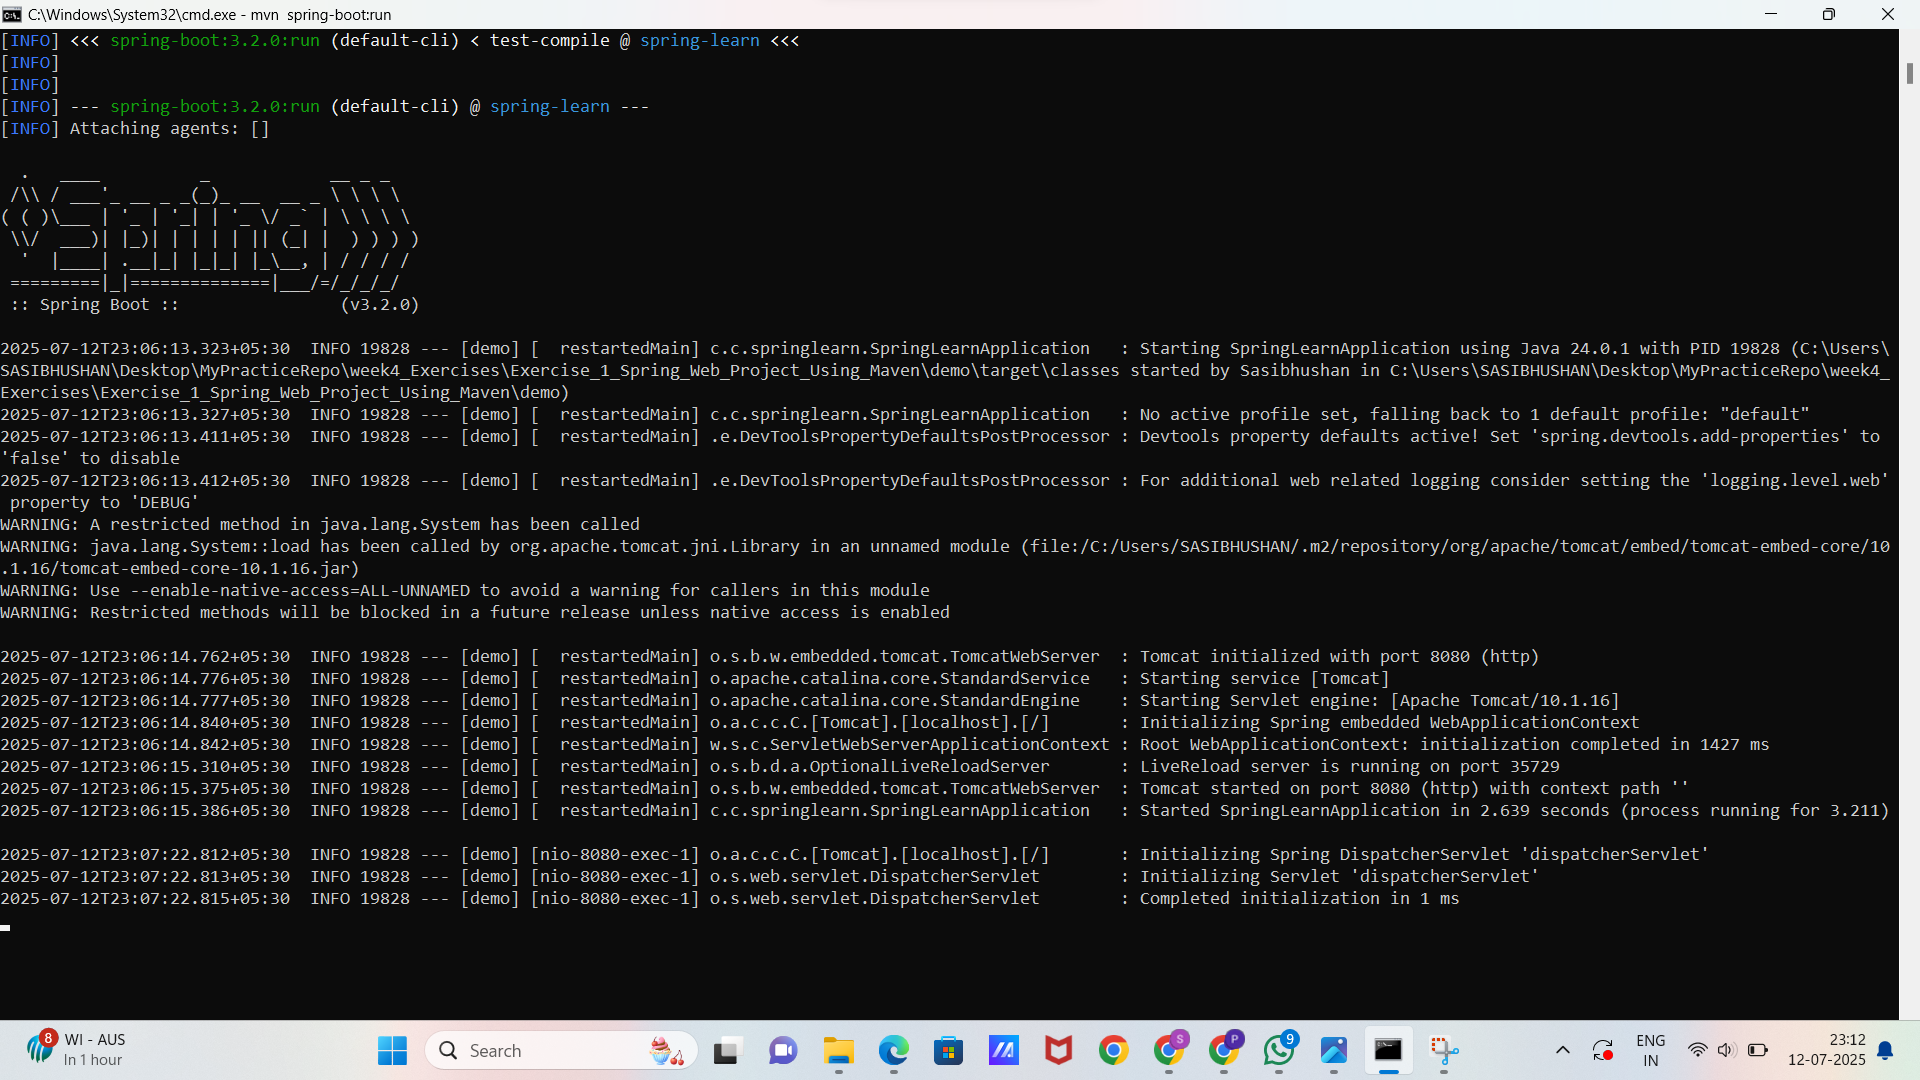 C:\Windows\System32\cmd.exe - mvn  spring-boot:run
[INFO] <<< spring-boot:3.2.0:run (default-cli) < test-compile @ spring-learn <<<
[INFO]
[INFO]
[INFO] --- spring-boot:3.2.0:run (default-cli) @ spring-learn ---
[INFO] Attaching agents: []
  .   ____          _            __ _ _
 /\\ / ___'_ __ _ _(_)_ __  __ _ \ \ \ \
( ( )\___ | '_ | '_| | '_ \/ _` | \ \ \ \
 \\/  ___)| |_)| | | | | || (_| |  ) ) ) )
  '  |____| .__|_| |_|_| |_\__, | / / / /
 =========|_|==============|___/=/_/_/_/
 :: Spring Boot ::                (v3.2.0)
2025-07-12T23:06:13.323+05:30  INFO 19828 --- [demo] [  restartedMain] c.c.springlearn.SpringLearnApplication   : Starting SpringLearnApplication using Java 24.0.1 with PID 19828 (C:\Users\
SASIBHUSHAN\Desktop\MyPracticeRepo\week4_Exercises\Exercise_1_Spring_Web_Project_Using_Maven\demo\target\classes started by Sasibhushan in C:\Users\SASIBHUSHAN\Desktop\MyPracticeRepo\week4_
Exercises\Exercise_1_Spring_Web_Project_Using_Maven\demo)
2025-07-12T23:06:13.327+05:30  INFO 19828 --- [demo] [  restartedMain] c.c.springlearn.SpringLearnApplication   : No active profile set, falling back to 1 default profile: "default"
2025-07-12T23:06:13.411+05:30  INFO 19828 --- [demo] [  restartedMain] .e.DevToolsPropertyDefaultsPostProcessor : Devtools property defaults active! Set 'spring.devtools.add-properties' to
'false' to disable
2025-07-12T23:06:13.412+05:30  INFO 19828 --- [demo] [  restartedMain] .e.DevToolsPropertyDefaultsPostProcessor : For additional web related logging consider setting the 'logging.level.web'
 property to 'DEBUG'
WARNING: A restricted method in java.lang.System has been called
WARNING: java.lang.System::load has been called by org.apache.tomcat.jni.Library in an unnamed module (file:/C:/Users/SASIBHUSHAN/.m2/repository/org/apache/tomcat/embed/tomcat-embed-core/10
.1.16/tomcat-embed-core-10.1.16.jar)
WARNING: Use --enable-native-access=ALL-UNNAMED to avoid a warning for callers in this module
WARNING: Restricted methods will be blocked in a future release unless native access is enabled
2025-07-12T23:06:14.762+05:30  INFO 19828 --- [demo] [  restartedMain] o.s.b.w.embedded.tomcat.TomcatWebServer  : Tomcat initialized with port 8080 (http)
2025-07-12T23:06:14.776+05:30  INFO 19828 --- [demo] [  restartedMain] o.apache.catalina.core.StandardService   : Starting service [Tomcat]
2025-07-12T23:06:14.777+05:30  INFO 19828 --- [demo] [  restartedMain] o.apache.catalina.core.StandardEngine    : Starting Servlet engine: [Apache Tomcat/10.1.16]
2025-07-12T23:06:14.840+05:30  INFO 19828 --- [demo] [  restartedMain] o.a.c.c.C.[Tomcat].[localhost].[/]       : Initializing Spring embedded WebApplicationContext
2025-07-12T23:06:14.842+05:30  INFO 19828 --- [demo] [  restartedMain] w.s.c.ServletWebServerApplicationContext : Root WebApplicationContext: initialization completed in 1427 ms
2025-07-12T23:06:15.310+05:30  INFO 19828 --- [demo] [  restartedMain] o.s.b.d.a.OptionalLiveReloadServer       : LiveReload server is running on port 35729
2025-07-12T23:06:15.375+05:30  INFO 19828 --- [demo] [  restartedMain] o.s.b.w.embedded.tomcat.TomcatWebServer  : Tomcat started on port 8080 (http) with context path ''
2025-07-12T23:06:15.386+05:30  INFO 19828 --- [demo] [  restartedMain] c.c.springlearn.SpringLearnApplication   : Started SpringLearnApplication in 2.639 seconds (process running for 3.211)
2025-07-12T23:07:22.812+05:30  INFO 19828 --- [demo] [nio-8080-exec-1] o.a.c.c.C.[Tomcat].[localhost].[/]       : Initializing Spring DispatcherServlet 'dispatcherServlet'
2025-07-12T23:07:22.813+05:30  INFO 19828 --- [demo] [nio-8080-exec-1] o.s.web.servlet.DispatcherServlet        : Initializing Servlet 'dispatcherServlet'
2025-07-12T23:07:22.815+05:30  INFO 19828 --- [demo] [nio-8080-exec-1] o.s.web.servlet.DispatcherServlet        : Completed initialization in 1 ms
8
WI - AUS
In 1 hour
Search
S
P
9
ENG
IN
23:12
12-07-2025